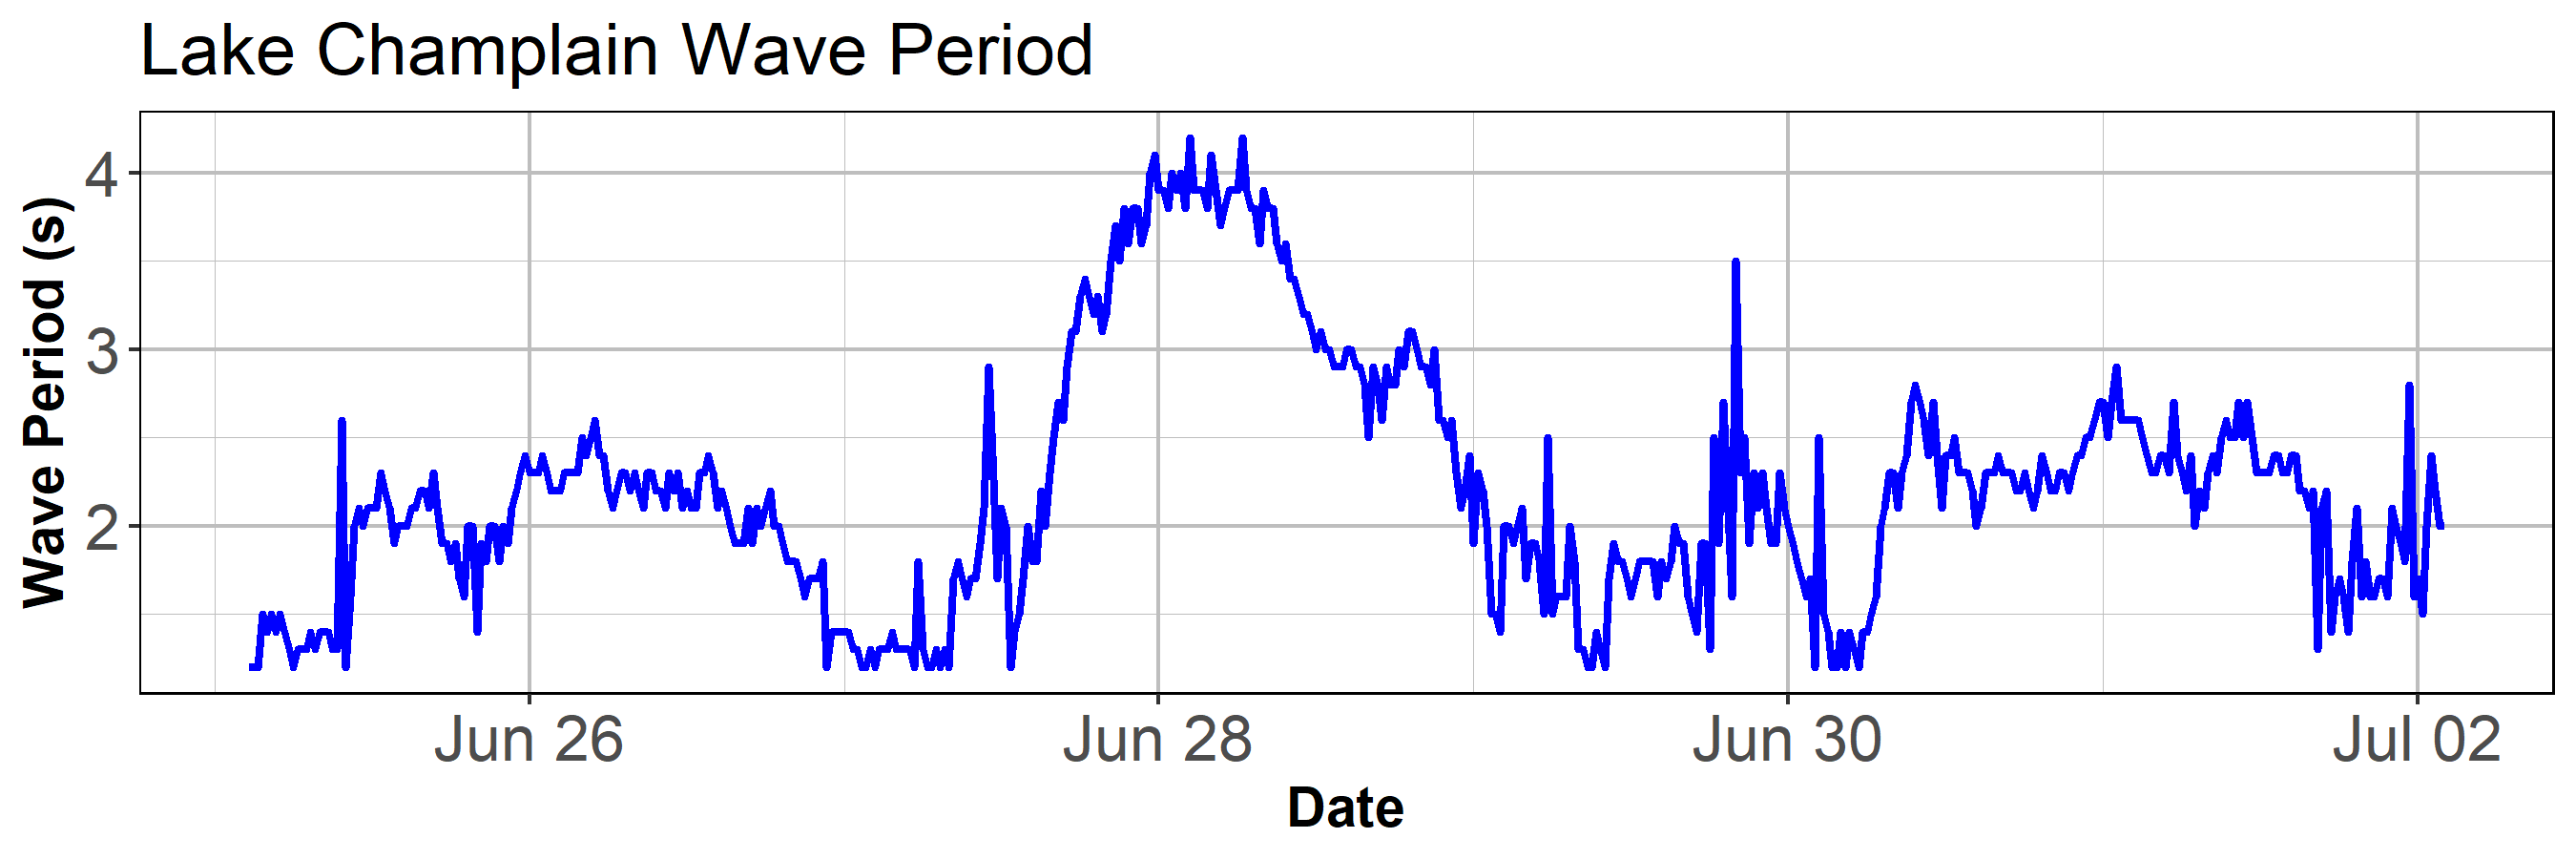 Lake Champlain Wave Period
Wave Period (s)
4
3
2
Jun 26
Jun 28
Jun 30
Jul 02
Date